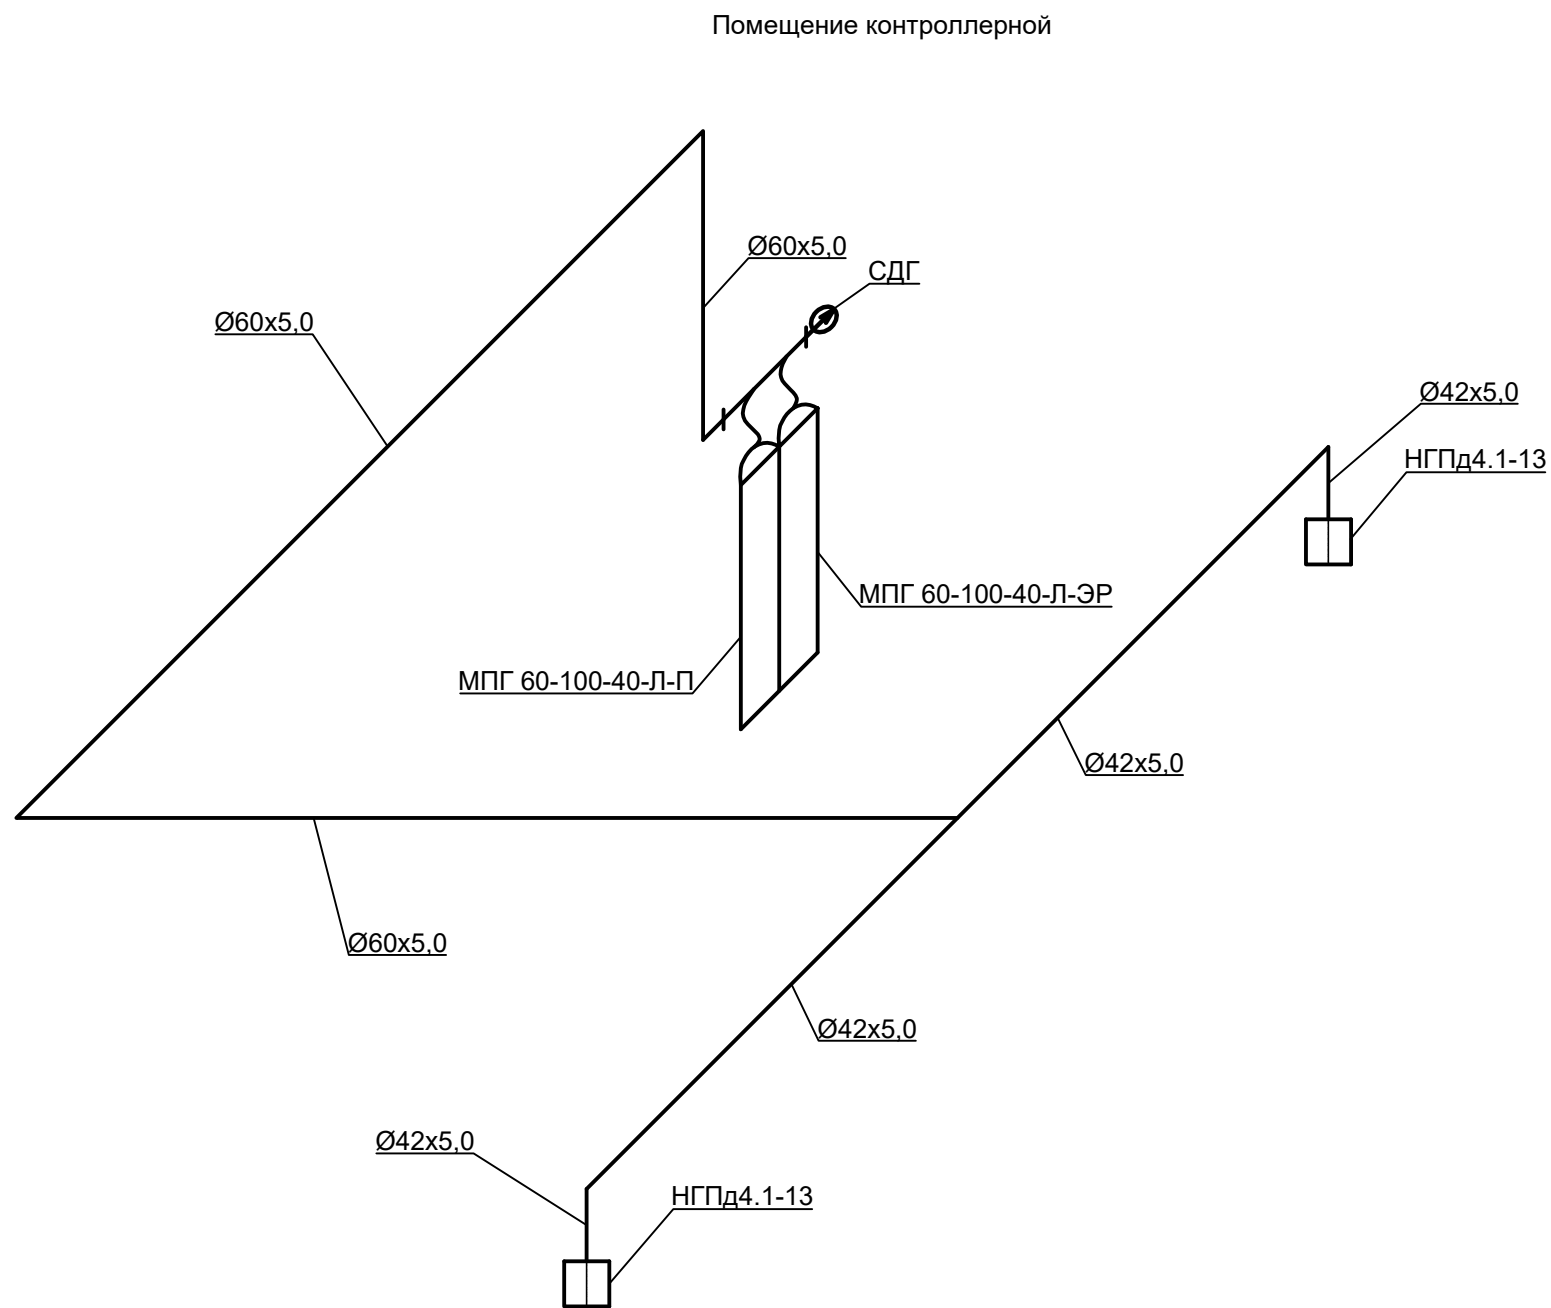 Помещение контроллерной
Ø60x5,0
СДГ
Ø60x5,0
Ø42x5,0
НГПд4.1-13
МПГ 60-100-40-Л-ЭР
МПГ 60-100-40-Л-П
Ø42x5,0
Ø60x5,0
Ø42x5,0
Ø42x5,0
НГПд4.1-13